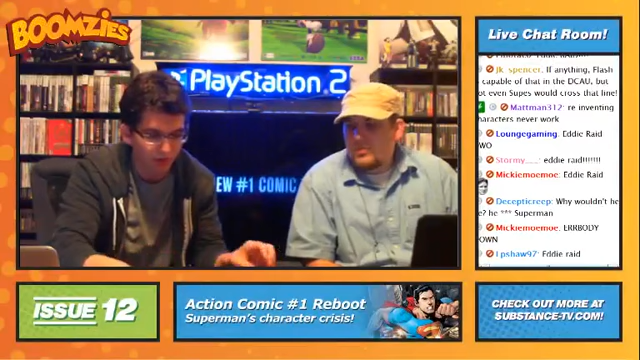 BOOMZIES
PlayStation 2
EW #1 COMIC
Live Chat Room!
Jk_spencer: If anything, Flash
capable of that in the DCAU, but
ot even Supes would cross that line!
Mattman312: re inventing
haracters never work
Loungegaming: Eddie Raid
WO
Stormy___: eddie raid!!!!!!!
Mickiemoemoe: Eddie Raid
Decepticreep: Why wouldn't he
e? he *** Superman
Mickiemoemoe: ERRBODY
OWN
Lpshaw97: Eddie raid
ISSUE 12
Action Comic #1 Reboot
Superman's character crisis!
CHECK OUT MORE AT
SUBSTANCE-TV.COM!